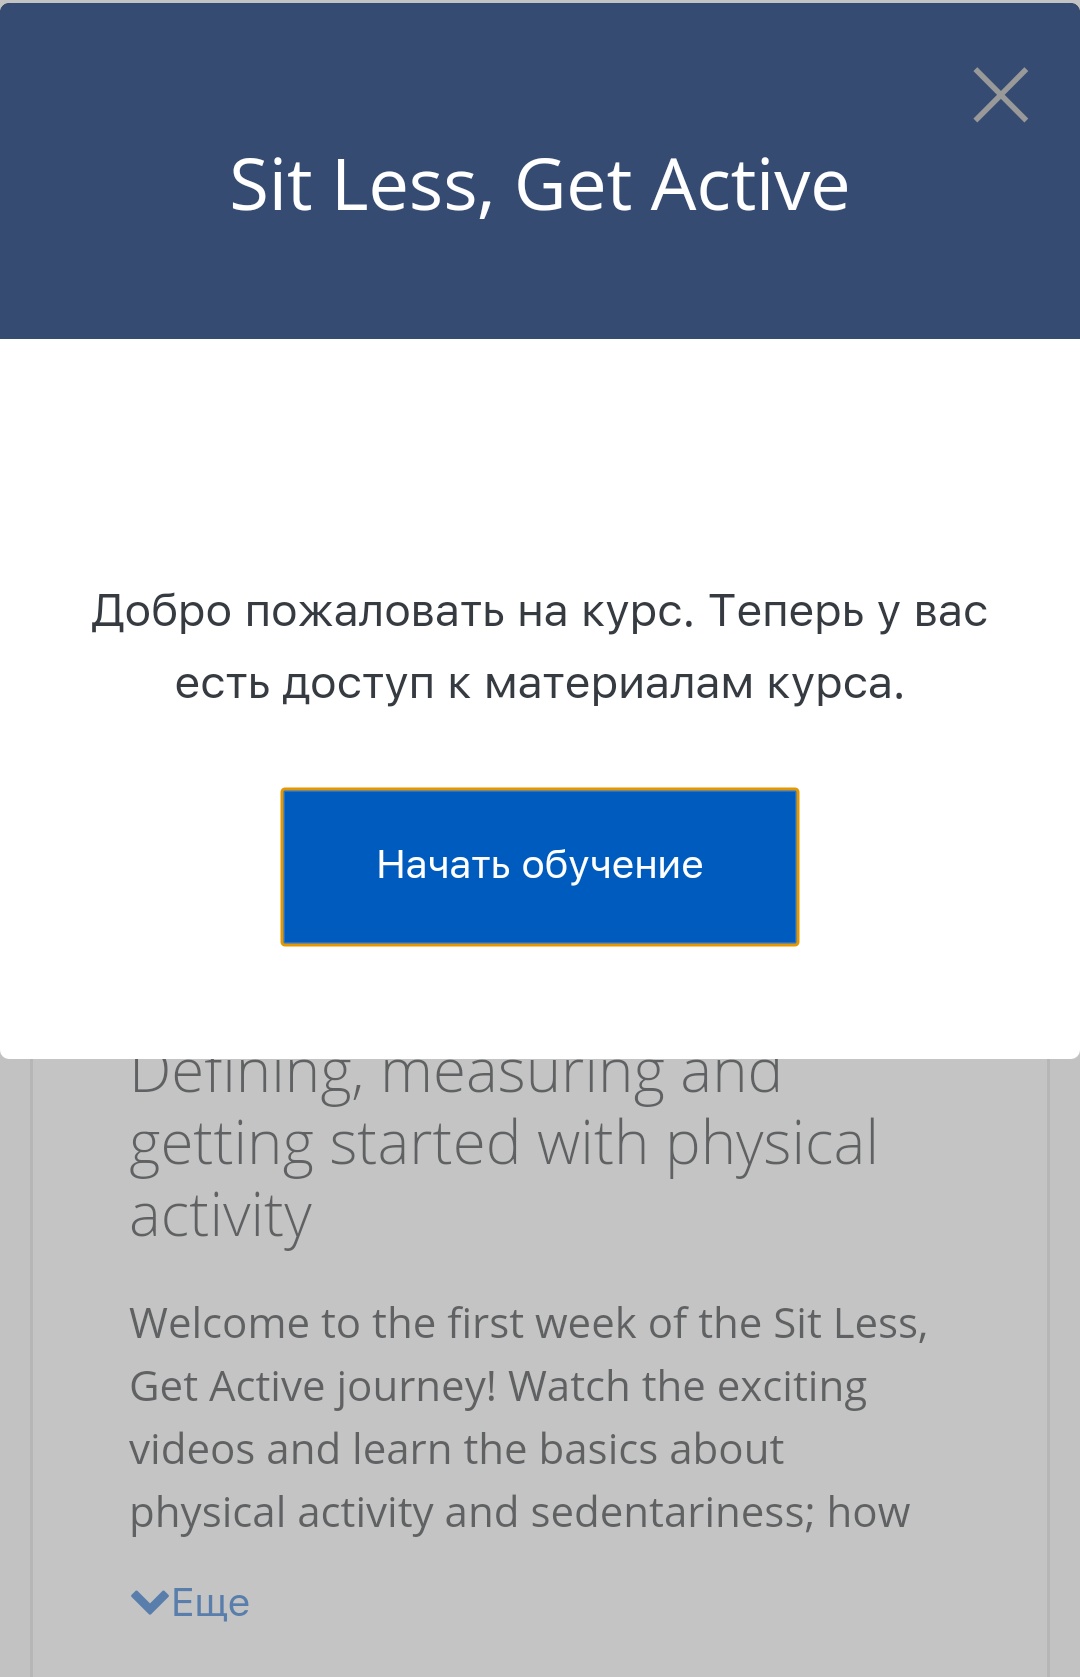 Sit Less, Get Active
Добро пожаловать на курс. Теперь у вас
есть доступ к материалам курса.
Начать обучение
Defining, measuring and
getting started with physical
activity
Welcome to the first week of the Sit Less,
Get Active journey! Watch the exciting
videos and learn the basics about
physical activity and sedentariness; how
Еще